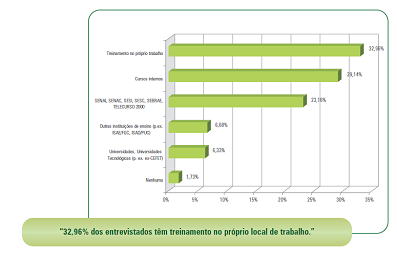 Treinamento no próprio trabalho
32,96%
Cursos internos
29,14%
SENAI, SENAC, SESI, SESC, SEBRAE,
TELECURSO 2000
23,16%
Outras instituições de ensino (p.ex.
ISAE/FGC, ISAD/PUC)
6,68%
Universidades, Universidades
Tecnológicas (p. ex. ex-CEFET)
6,33%
Nenhuma
1,73%
0% 5% 10% 15% 20% 25% 30% 35%
"32,96% dos entrevistados têm treinamento no próprio local de trabalho."